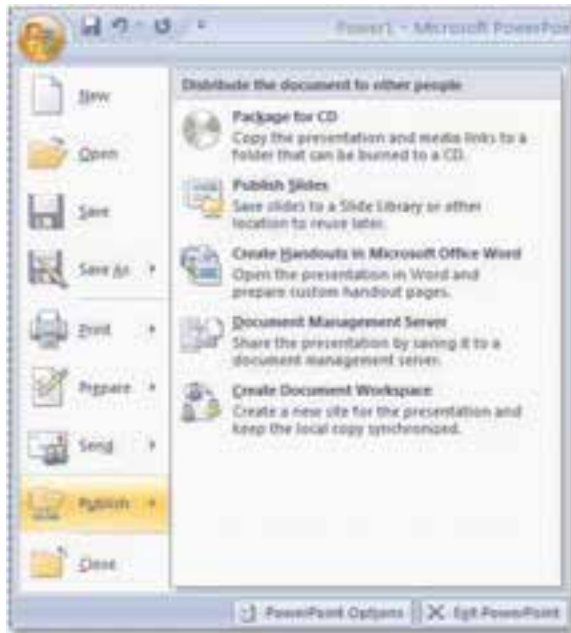 Power1 - Microsoft PowerPoi
New
Open
Save
Save As
Print
Prepare
Send
Publish
Close
Distribute the document to other people
Package for CD
Copy the presentation and media links to a
folder that can be burned to a CD.
Publish Slides
Save slides to a Slide Library or other
location to reuse later.
Create Handouts in Microsoft Office Word
Open the presentation in Word and
prepare custom handout pages.
Document Management Server
Share the presentation by saving it to a
document management server.
Create Document Workspace
Create a new site for the presentation and
keep the local copy synchronized.
PowerPoint Options
Exit PowerPoint